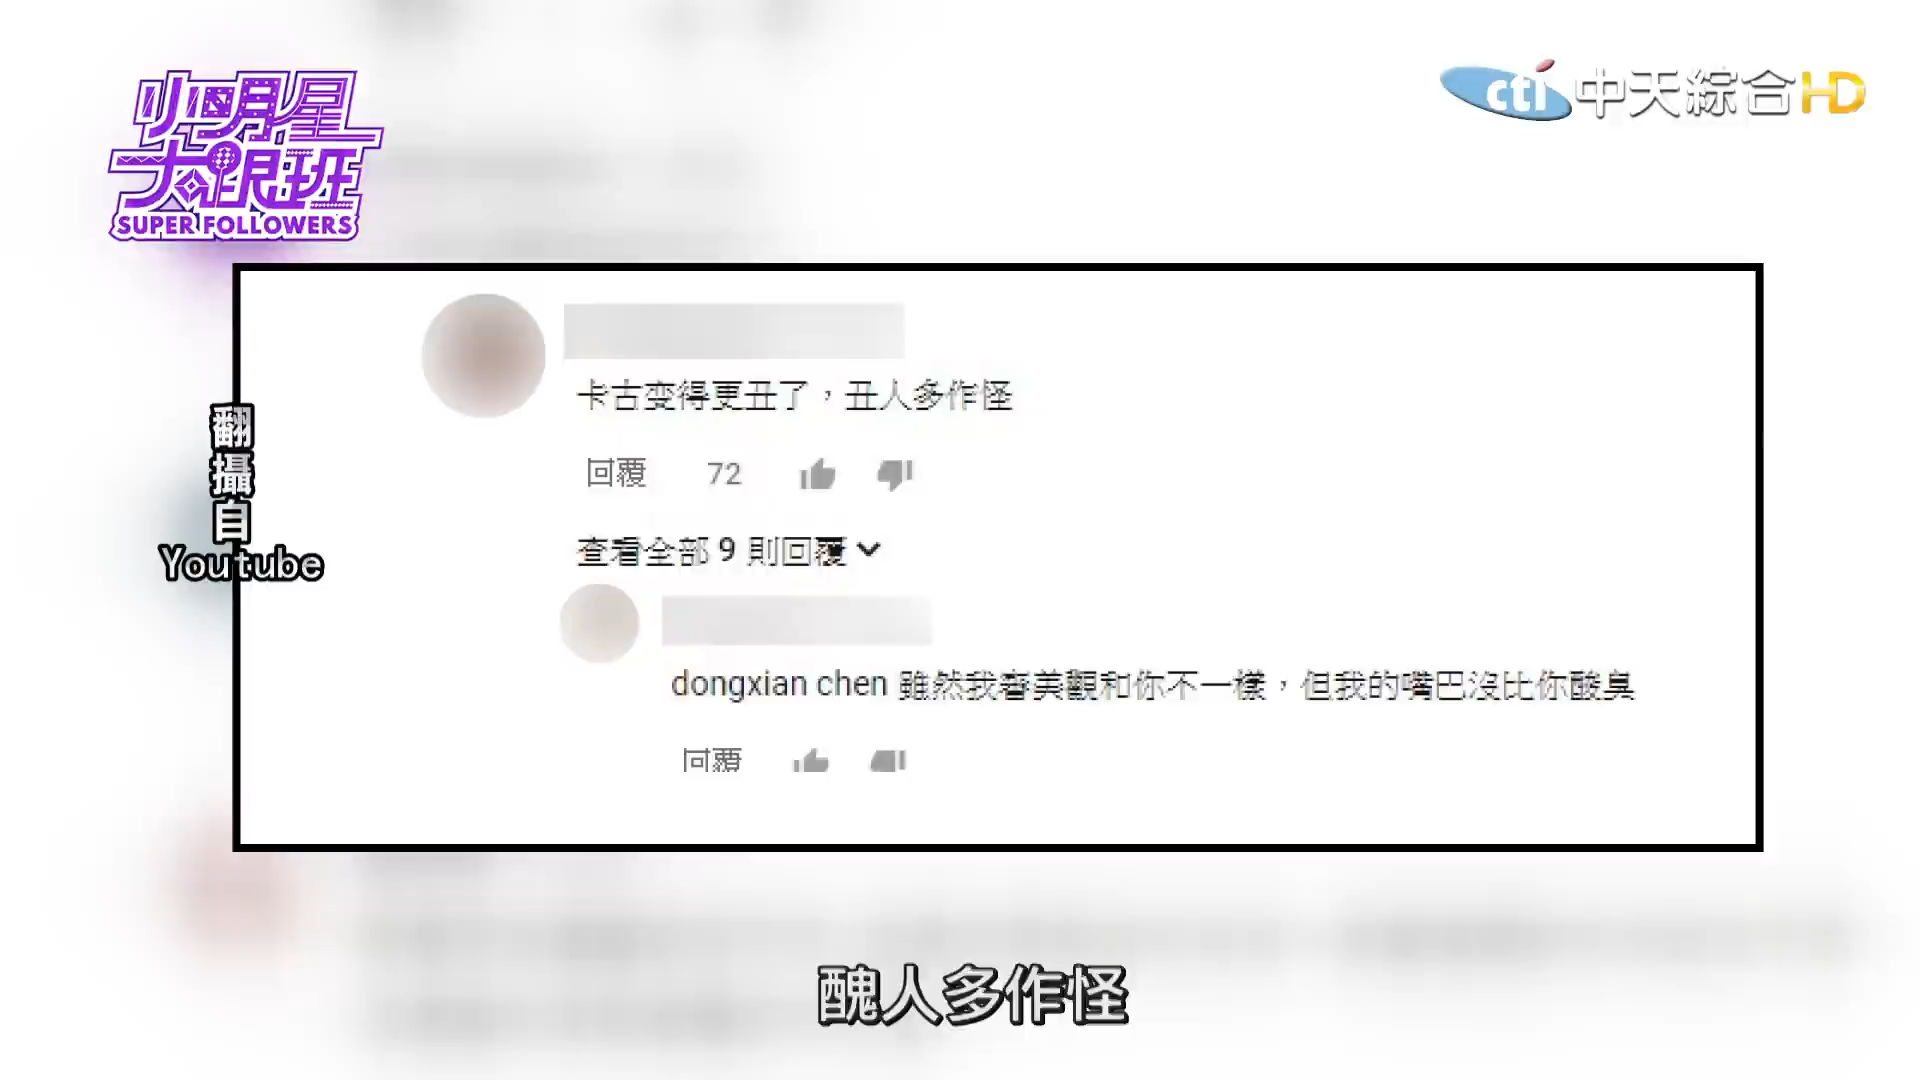 小明星
大跟班
SUPER FOLLOWERS
cti 中天綜合HD
翻攝自
Youtube
卡古变得更丑了，丑人多作怪
回覆 72
查看全部 9 則回覆
dongxian chen 雖然我審美觀和你不一樣，但我的嘴巴沒比你酸臭
回覆
醜人多作怪